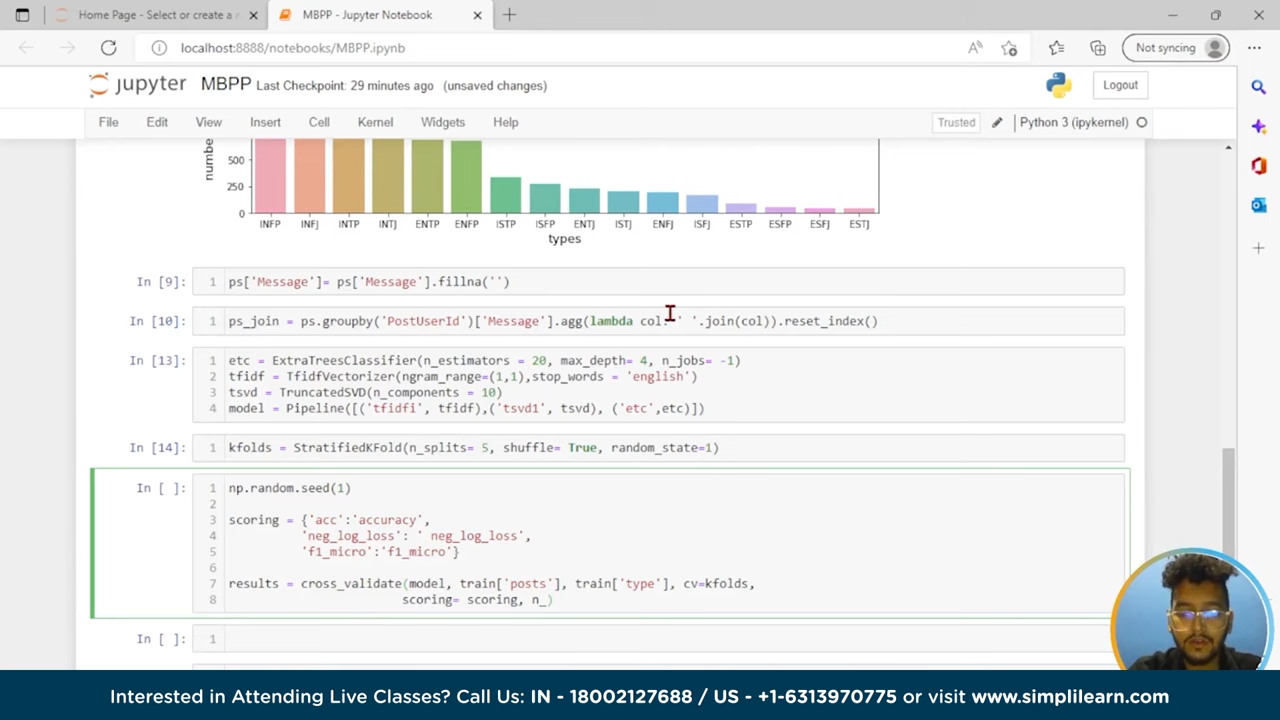 Home Page - Select or create a n
MBPP - Jupyter Notebook
localhost:8888/notebooks/MBPP.ipynb
Not syncing
jupyter MBPP Last Checkpoint: 29 minutes ago (unsaved changes)
Logout
File Edit View Insert Cell Kernel Widgets Help
Trusted
Python 3 (ipykernel)
500
250
0
INFP INFJ INTP INTJ ENTP ENFP ISTP ISFP ENTJ ISTJ ENFJ ISFJ ESTP ESFP ESFJ ESTJ
types
In [9]: 1 ps['Message']= ps['Message'].fillna('')
In [10]: 1 ps_join = ps.groupby('PostUserId')['Message'].agg(lambda col: ' '.join(col)).reset_index()
In [13]: 1 etc = ExtraTreesClassifier(n_estimators = 20, max_depth= 4, n_jobs= -1)
2 tfidf = TfidfVectorizer(ngram_range=(1,1),stop_words = 'english')
3 tsvd = TruncatedSVD(n_components = 10)
4 model = Pipeline([('tfidf1', tfidf),('tsvd1', tsvd), ('etc',etc)])
In [14]: 1 kfolds = StratifiedKFold(n_splits= 5, shuffle= True, random_state=1)
In [ ]: 1 np.random.seed(1)
2
3 scoring = {'acc':'accuracy',
4 'neg_log_loss': ' neg_log_loss',
5 'f1_micro':'f1_micro'}
6
7 results = cross_validate(model, train['posts'], train['type'], cv=kfolds,
8 scoring= scoring, n_)
In [ ]: 1
Interested in Attending Live Classes? Call Us: IN - 18002127688 / US - +1-6313970775 or visit www.simplilearn.com